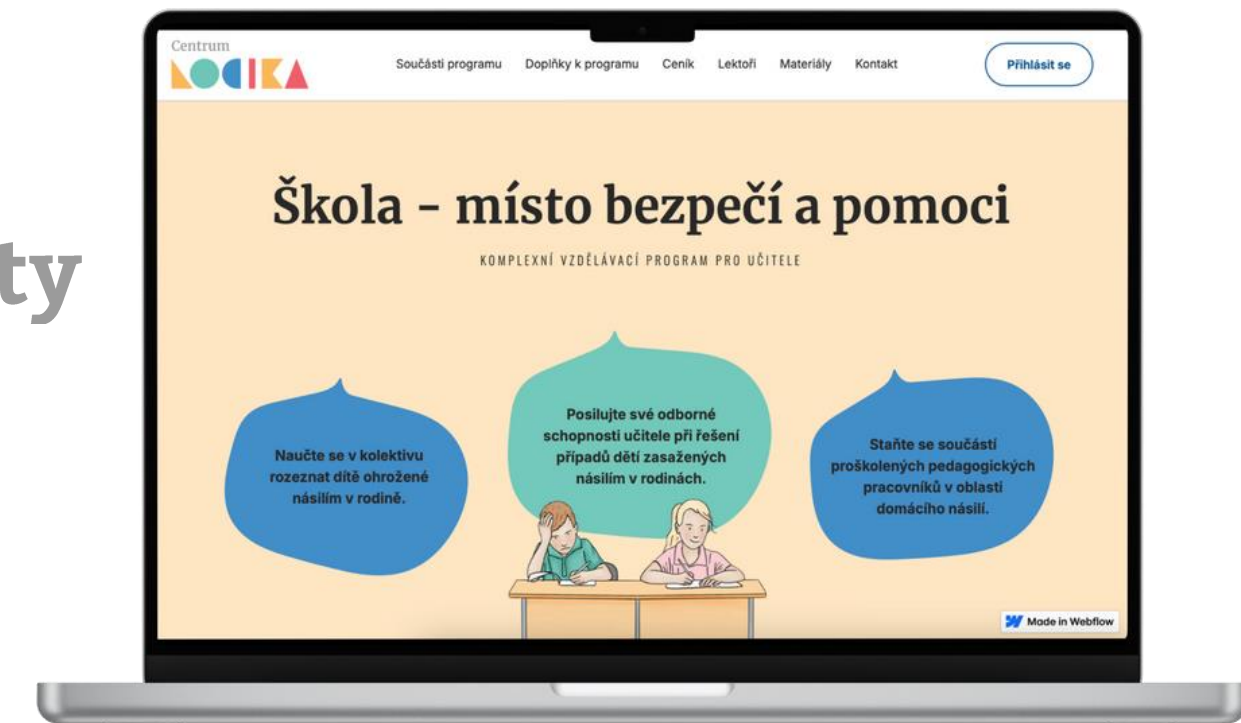 Centrum
LOCIKA
Součásti programu Doplňky k programu Ceník Lektoři Materiály Kontakt Přihlásit se
Škola - místo bezpečí a pomoci
KOMPLEXNÍ VZDĚLÁVACÍ PROGRAM PRO UČITELE
ty
Naučte se v kolektivu
rozeznat dítě ohrožené
násilím v rodině.
Posilujte své odborné
schopnosti učitele při řešení
případů dětí zasažených
násilím v rodinách.
Staňte se součástí
proškolených pedagogických
pracovníků v oblasti
domácího násilí.
Made in Webflow